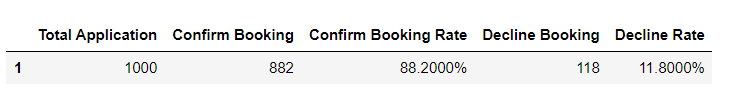 Total Application Confirm Booking Confirm Booking Rate Decline Booking Decline Rate
1 1000 882 88.2000% 118 11.8000%